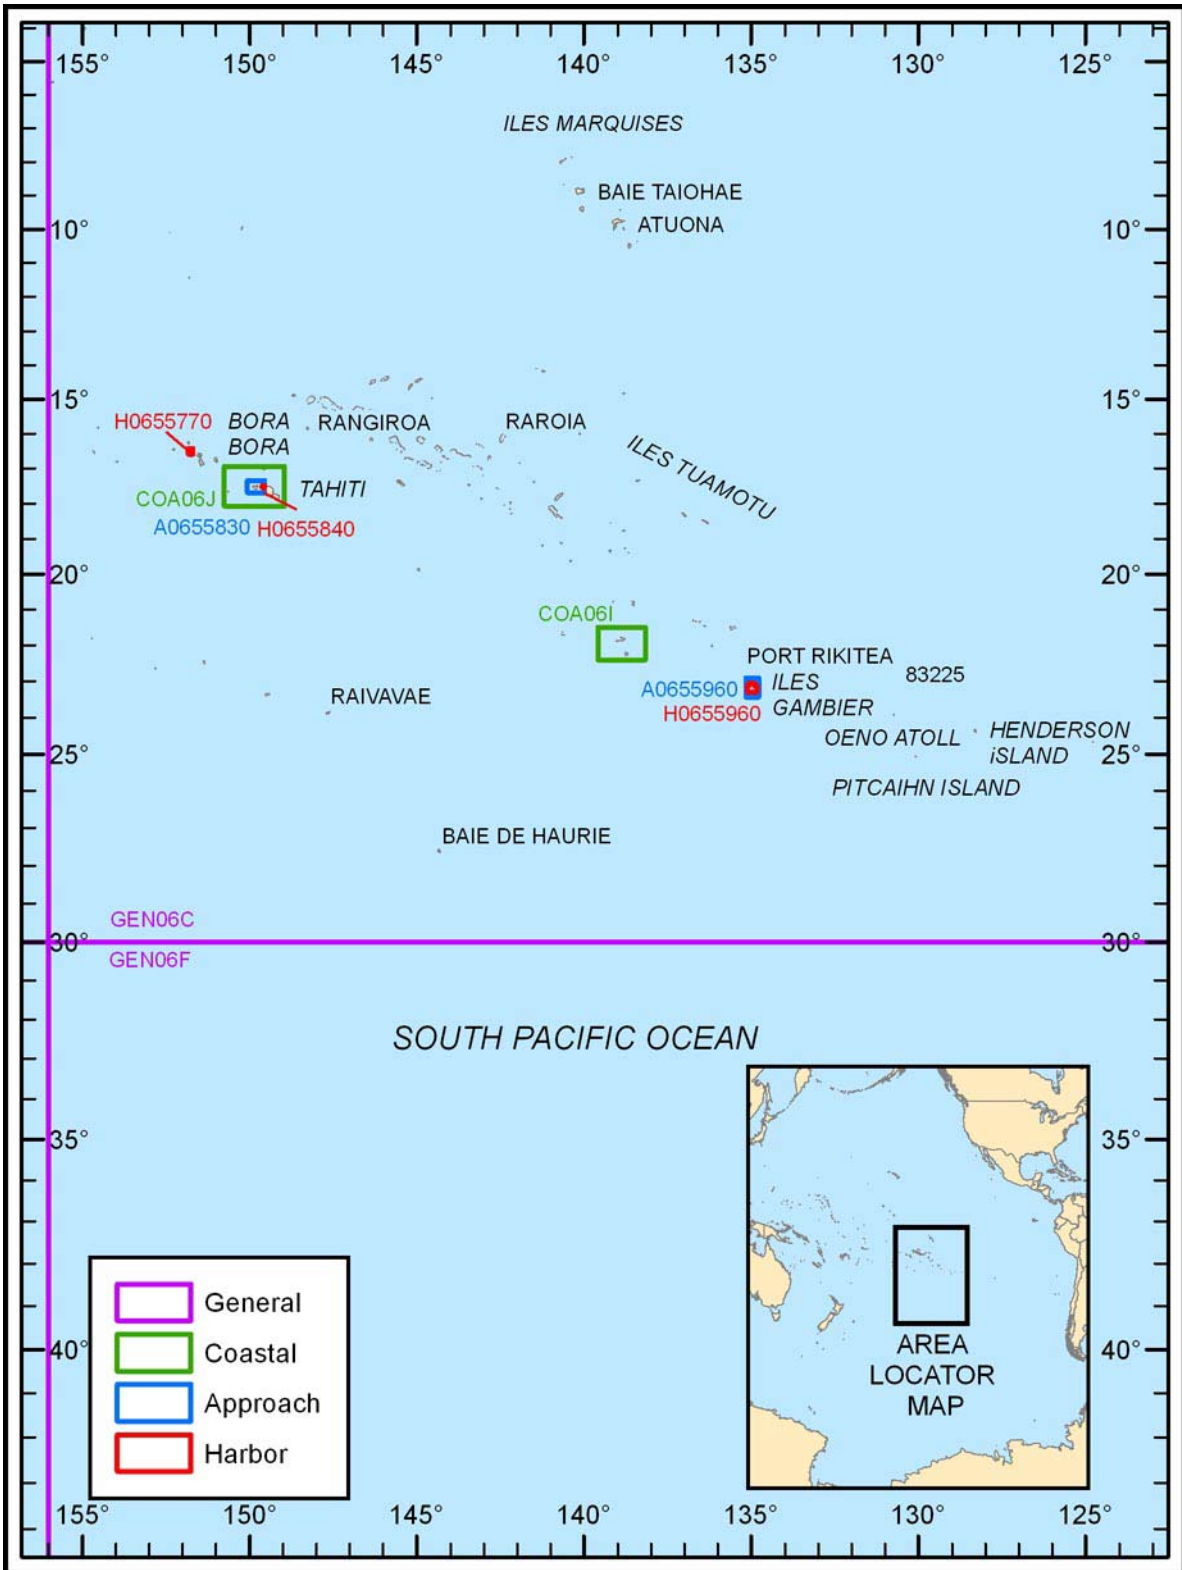 155° 150° 145° 140° 135° 130° 125°
ILES MARQUISES
BAIE TAIOHAE
ATUONA
10° 10°
15° 15°
H0655770
BORA
BORA
RANGIROA
RAROIA
ILES TUAMOTU
COA06J
TAHITI
A0655830
H0655840
20° 20°
COA06I
PORT RIKITEA
83225
A0655960
ILES
GAMBIER
H0655960
RAIVAVAE
OENO ATOLL
HENDERSON
iSLAND
25° 25°
PITCAIHN ISLAND
BAIE DE HAURIE
GEN06C
30° 30°
GEN06F
SOUTH PACIFIC OCEAN
35° 35°
General
Coastal
Approach
Harbor
40° 40°
AREA
LOCATOR
MAP
155° 150° 145° 140° 135° 130° 125°